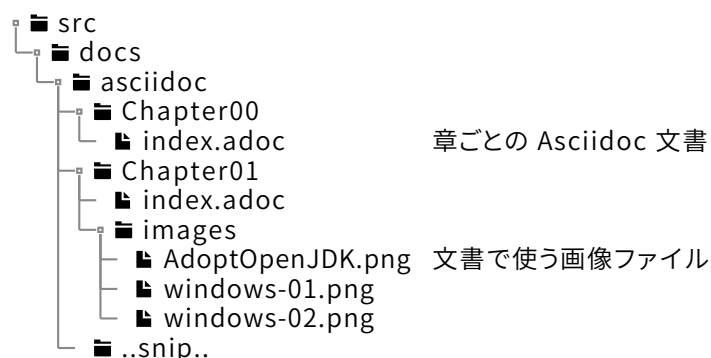 src
docs
asciidoc
Chapter00
index.adoc 章ごとの Asciidoc 文書
Chapter01
index.adoc
images
AdoptOpenJDK.png 文書で使う画像ファイル
windows-01.png
windows-02.png
..snip..